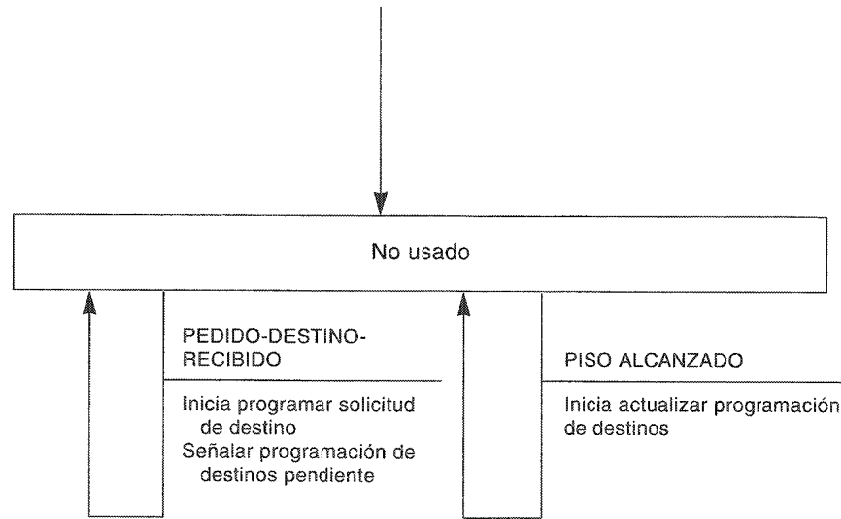 No usado
PEDIDO-DESTINO-
RECIBIDO
Inicia programar solicitud
de destino
Señalar programación de
destinos pendiente
PISO ALCANZADO
Inicia actualizar programación
de destinos